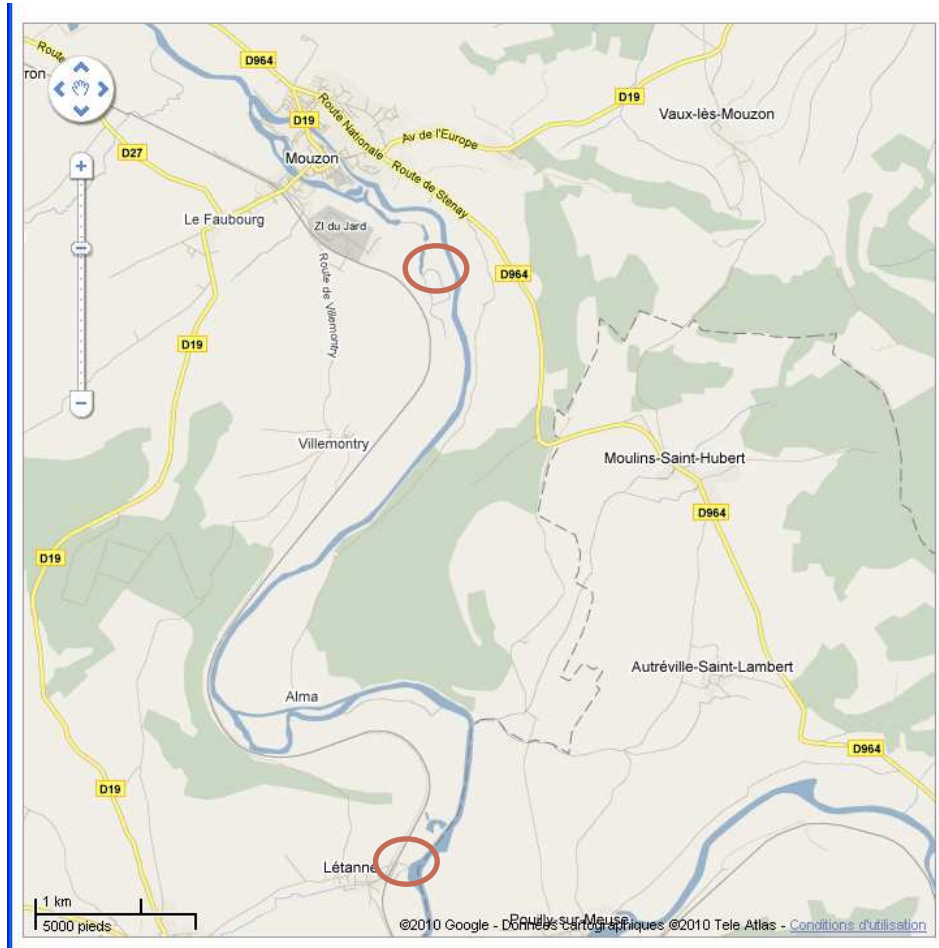 Route
ron
D964
D19
D19
Vaux-lès-Mouzon
Route Nationale - Route de Stenay
Av de l'Europe
D27
Mouzon
Le Faubourg
ZI du Jard
Route de Villemontry
D964
D19
Villemontry
Moulins-Saint-Hubert
D964
D19
Autréville-Saint-Lambert
Alma
D964
D19
Létanne
1 km
5000 pieds
Pouilly-sur-Meuse
©2010 Google - Données cartographiques ©2010 Tele Atlas - Conditions d'utilisation